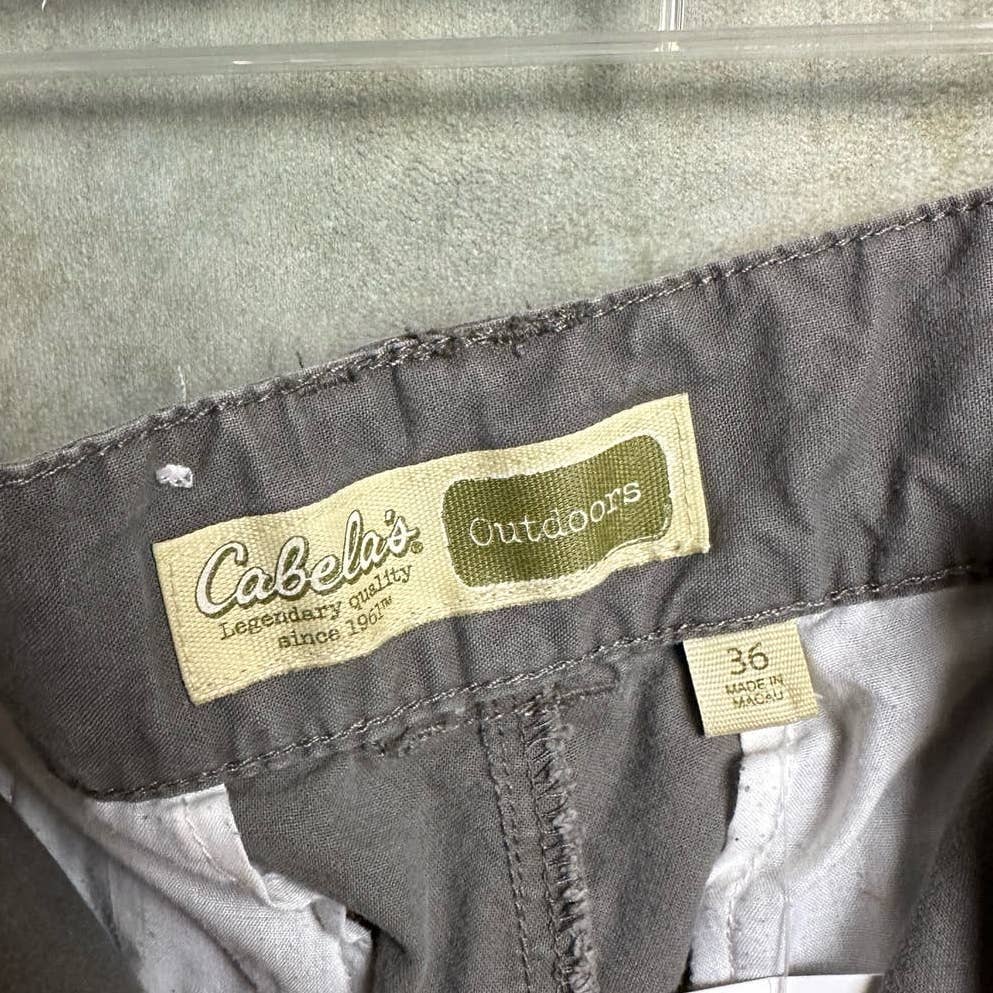 Cabela's®
Legendary quality
since 1961™
Outdoors
36
MADE IN
MACAU